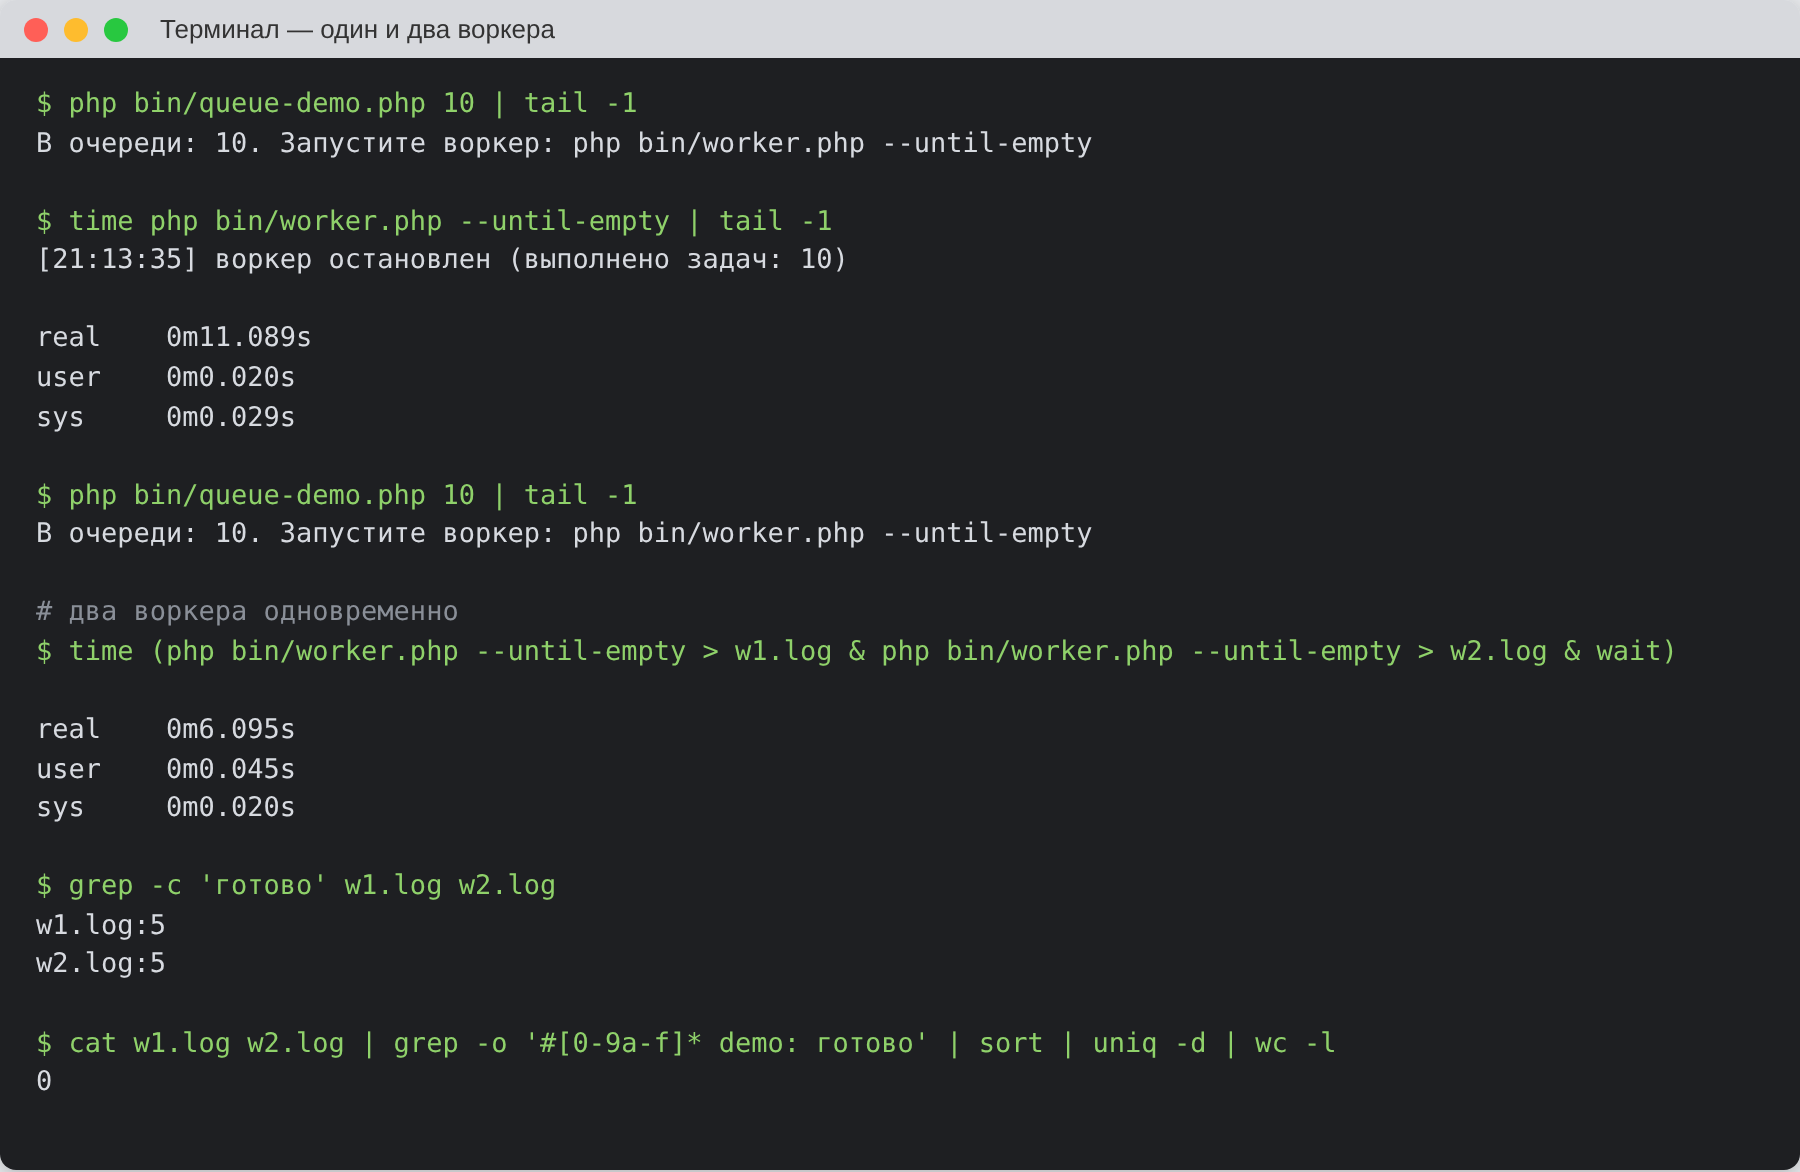 Терминал — один и два воркера
$ php bin/queue-demo.php 10 | tail -1
В очереди: 10. Запустите воркер: php bin/worker.php --until-empty
$ time php bin/worker.php --until-empty | tail -1
[21:13:35] воркер остановлен (выполнено задач: 10)
real    0m11.089s
user    0m0.020s
sys     0m0.029s
$ php bin/queue-demo.php 10 | tail -1
В очереди: 10. Запустите воркер: php bin/worker.php --until-empty
# два воркера одновременно
$ time (php bin/worker.php --until-empty > w1.log & php bin/worker.php --until-empty > w2.log & wait)
real    0m6.095s
user    0m0.045s
sys     0m0.020s
$ grep -c 'готово' w1.log w2.log
w1.log:5
w2.log:5
$ cat w1.log w2.log | grep -o '#[0-9a-f]* demo: готово' | sort | uniq -d | wc -l
0